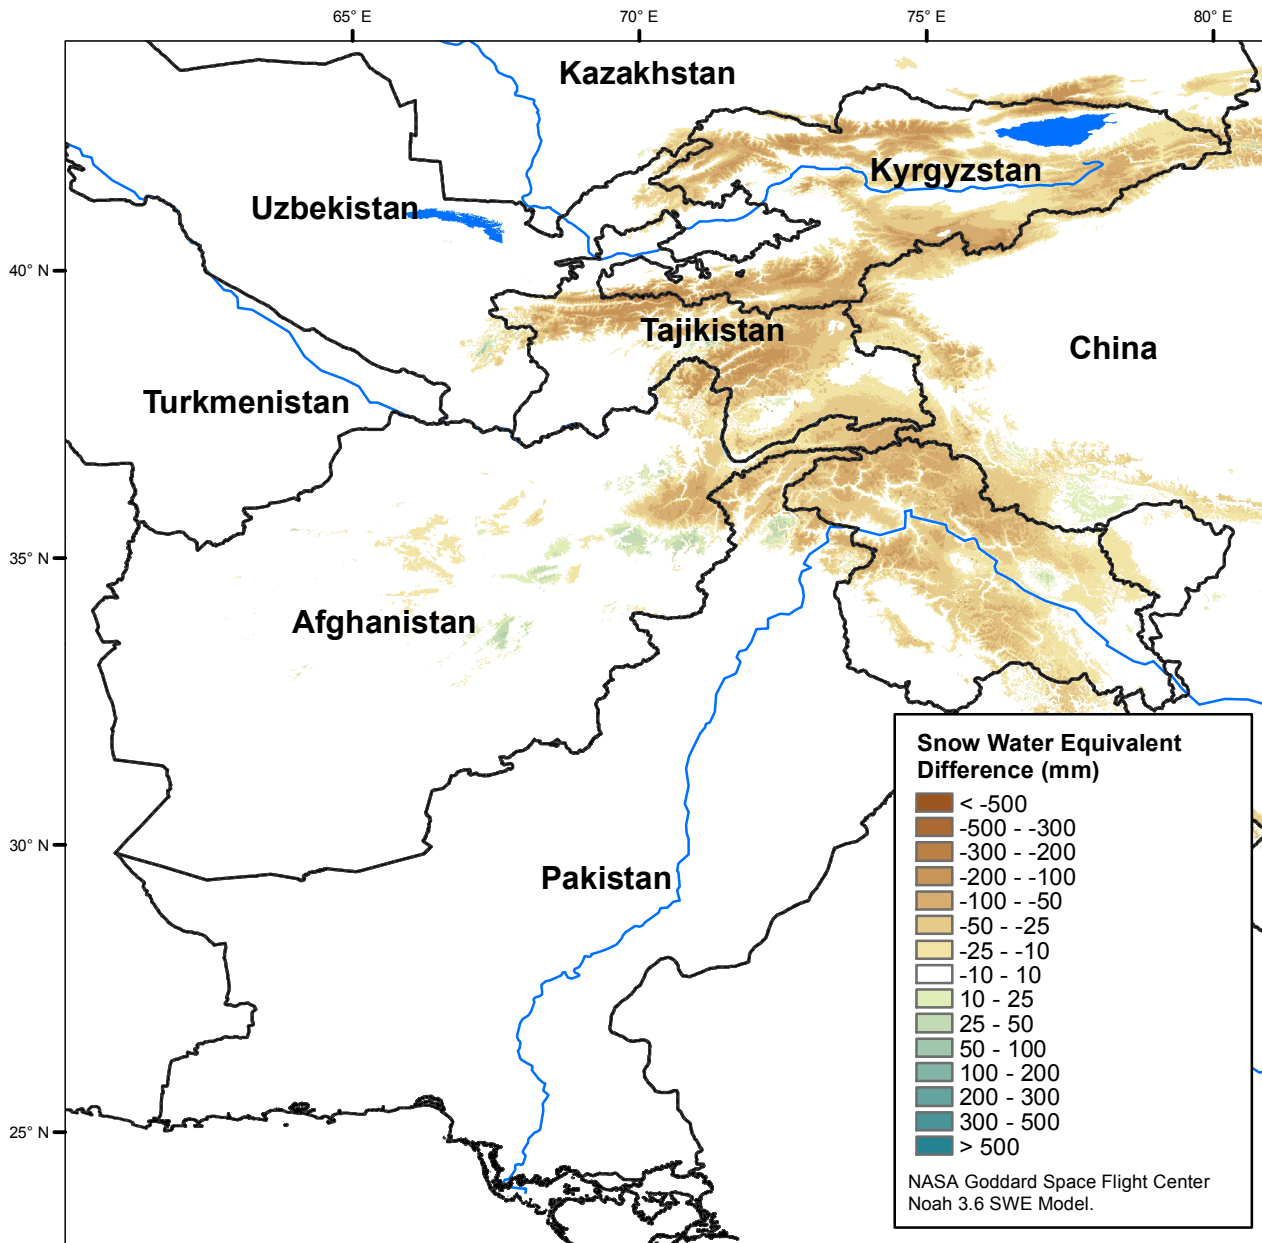 65° E
70° E
75° E
80° E
Kazakhstan
Kyrgyzstan
Uzbekistan
40° N
Tajikistan
China
Turkmenistan
35° N
Afghanistan
Snow Water Equivalent
Difference (mm)
< -500
-500 - -300
-300 - -200
-200 - -100
-100 - -50
-50 - -25
-25 - -10
-10 - 10
10 - 25
25 - 50
50 - 100
100 - 200
200 - 300
300 - 500
> 500
NASA Goddard Space Flight Center
Noah 3.6 SWE Model.
30° N
Pakistan
25° N